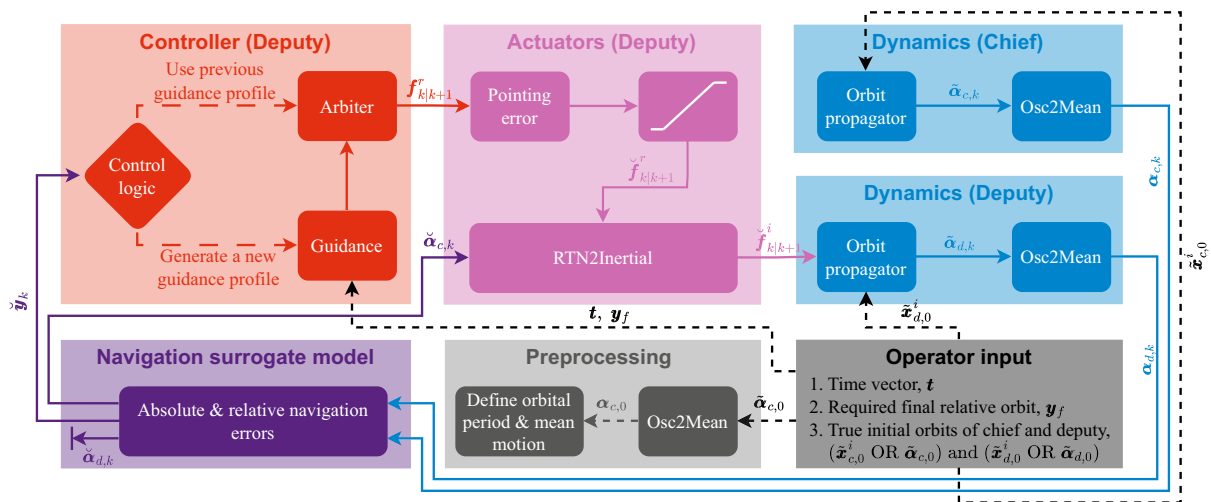 Controller (Deputy)
Use previous
guidance profile
Arbiter
Control
logic
Guidance
Generate a new
guidance profile
f^r_{k|k+1}
Actuators (Deputy)
Pointing
error
f̆^r_{k|k+1}
RTN2Inertial
ᾰ_{c,k}
f̆^i_{k|k+1}
Dynamics (Chief)
Orbit
propagator
α̃_{c,k}
Osc2Mean
α_{c,k}
Dynamics (Deputy)
Orbit
propagator
α̃_{d,k}
Osc2Mean
x̃^i_{c,0}
y̆_k
t, y_f
x̃^i_{d,0}
α_{d,k}
Navigation surrogate model
Absolute & relative navigation
errors
ᾰ_{d,k}
Preprocessing
Define orbital
period & mean
motion
α_{c,0}
Osc2Mean
α̃_{c,0}
Operator input
1. Time vector, t
2. Required final relative orbit, y_f
3. True initial orbits of chief and deputy,
(x̃^i_{c,0} OR α̃_{c,0}) and (x̃^i_{d,0} OR α̃_{d,0})